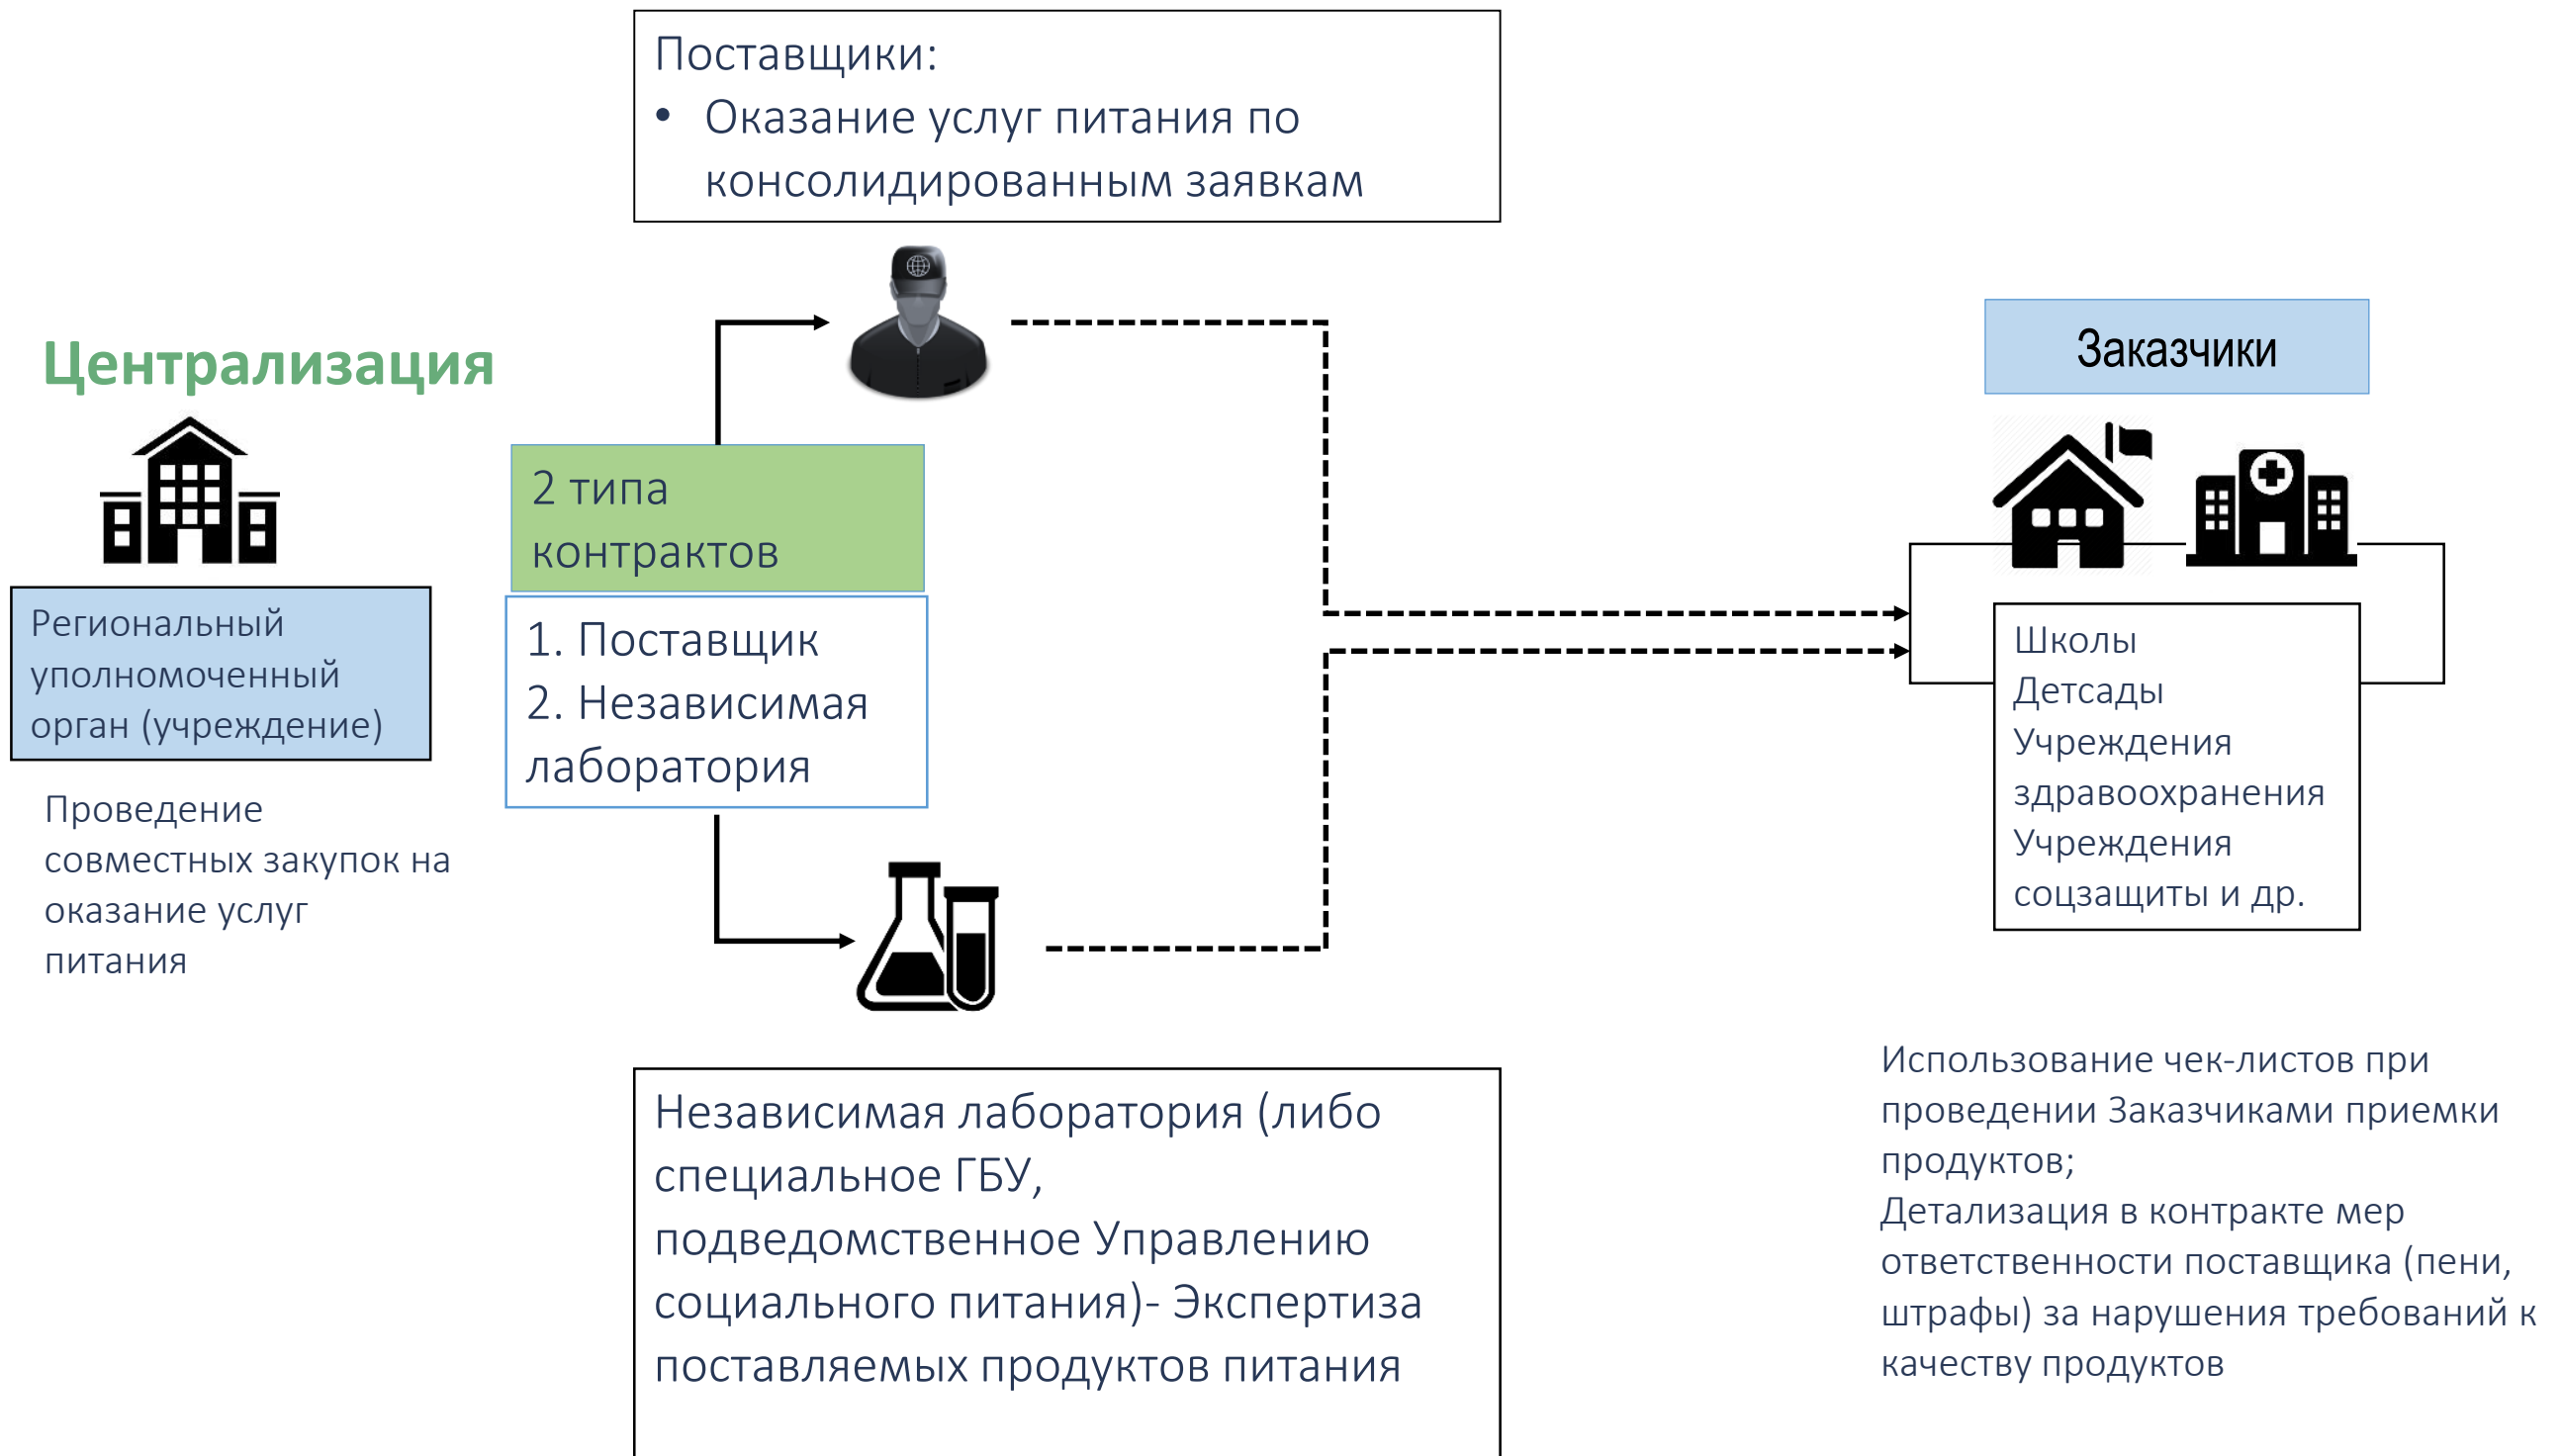 Поставщики:
• Оказание услуг питания по
консолидированным заявкам
Централизация
Региональный
уполномоченный
орган (учреждение)
Проведение
совместных закупок на
оказание услуг
питания
2 типа
контрактов
1. Поставщик
2. Независимая
лаборатория
Независимая лаборатория (либо
специальное ГБУ,
подведомственное Управлению
социального питания)- Экспертиза
поставляемых продуктов питания
Заказчики
Школы
Детсады
Учреждения
здравоохранения
Учреждения
соцзащиты и др.
Использование чек-листов при
проведении Заказчиками приемки
продуктов;
Детализация в контракте мер
ответственности поставщика (пени,
штрафы) за нарушения требований к
качеству продуктов